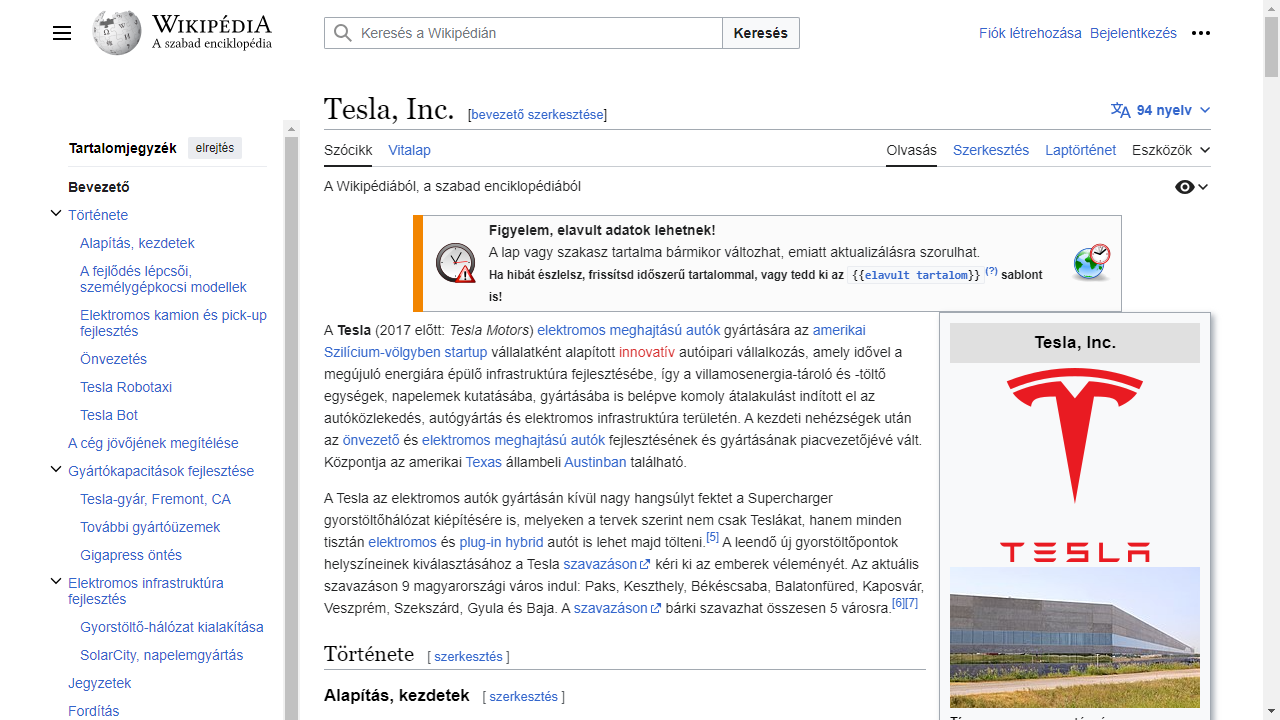 WIKIPÉDIA
A szabad enciklopédia
Keresés a Wikipédián
Keresés
Fiók létrehozása Bejelentkezés
Tartalomjegyzék elrejtés
Bevezető
Története
Alapítás, kezdetek
A fejlődés lépcsői,
személygépkocsi modellek
Elektromos kamion és pick-up
fejlesztés
Önvezetés
Tesla Robotaxi
Tesla Bot
A cég jövőjének megítélése
Gyártókapacitások fejlesztése
Tesla-gyár, Fremont, CA
További gyártóüzemek
Gigapress öntés
Elektromos infrastruktúra
fejlesztés
Gyorstöltő-hálózat kialakítása
SolarCity, napelemgyártás
Jegyzetek
Fordítás
Tesla, Inc. [bevezető szerkesztése]
94 nyelv
Szócikk Vitalap
Olvasás Szerkesztés Laptörténet Eszközök
A Wikipédiából, a szabad enciklopédiából
Figyelem, elavult adatok lehetnek!
A lap vagy szakasz tartalma bármikor változhat, emiatt aktualizálásra szorulhat.
Ha hibát észlelsz, frissítsd időszerű tartalommal, vagy tedd ki az {{elavult tartalom}} (?) sablont
is!
A Tesla (2017 előtt: Tesla Motors) elektromos meghajtású autók gyártására az amerikai
Szilícium-völgyben startup vállalatként alapított innovatív autóipari vállalkozás, amely idővel a
megújuló energiára épülő infrastruktúra fejlesztésébe, így a villamosenergia-tároló és -töltő
egységek, napelemek kutatásába, gyártásába is belépve komoly átalakulást indított el az
autóközlekedés, autógyártás és elektromos infrastruktúra területén. A kezdeti nehézségek után
az önvezető és elektromos meghajtású autók fejlesztésének és gyártásának piacvezetőjévé vált.
Központja az amerikai Texas állambeli Austinban található.
A Tesla az elektromos autók gyártásán kívül nagy hangsúlyt fektet a Supercharger
gyorstöltőhálózat kiépítésére is, melyeken a tervek szerint nem csak Teslákat, hanem minden
tisztán elektromos és plug-in hybrid autót is lehet majd tölteni.[5] A leendő új gyorstöltőpontok
helyszíneinek kiválasztásához a Tesla szavazáson kéri ki az emberek véleményét. Az aktuális
szavazáson 9 magyarországi város indul: Paks, Keszthely, Békéscsaba, Balatonfüred, Kaposvár,
Veszprém, Szekszárd, Gyula és Baja. A szavazáson bárki szavazhat összesen 5 városra.[6][7]
Története [ szerkesztés ]
Alapítás, kezdetek [ szerkesztés ]
Tesla, Inc.
TESLA